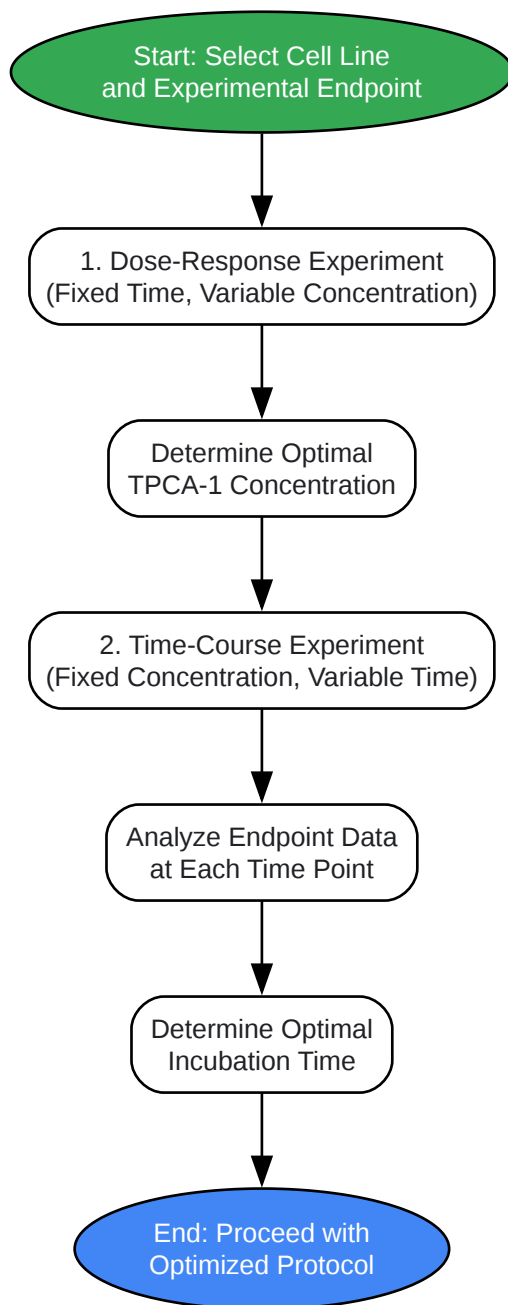 Start: Select Cell Line
and Experimental Endpoint
1. Dose-Response Experiment
(Fixed Time, Variable Concentration)
Determine Optimal
TPCA-1 Concentration
2. Time-Course Experiment
(Fixed Concentration, Variable Time)
Analyze Endpoint Data
at Each Time Point
Determine Optimal
Incubation Time
End: Proceed with
Optimized Protocol